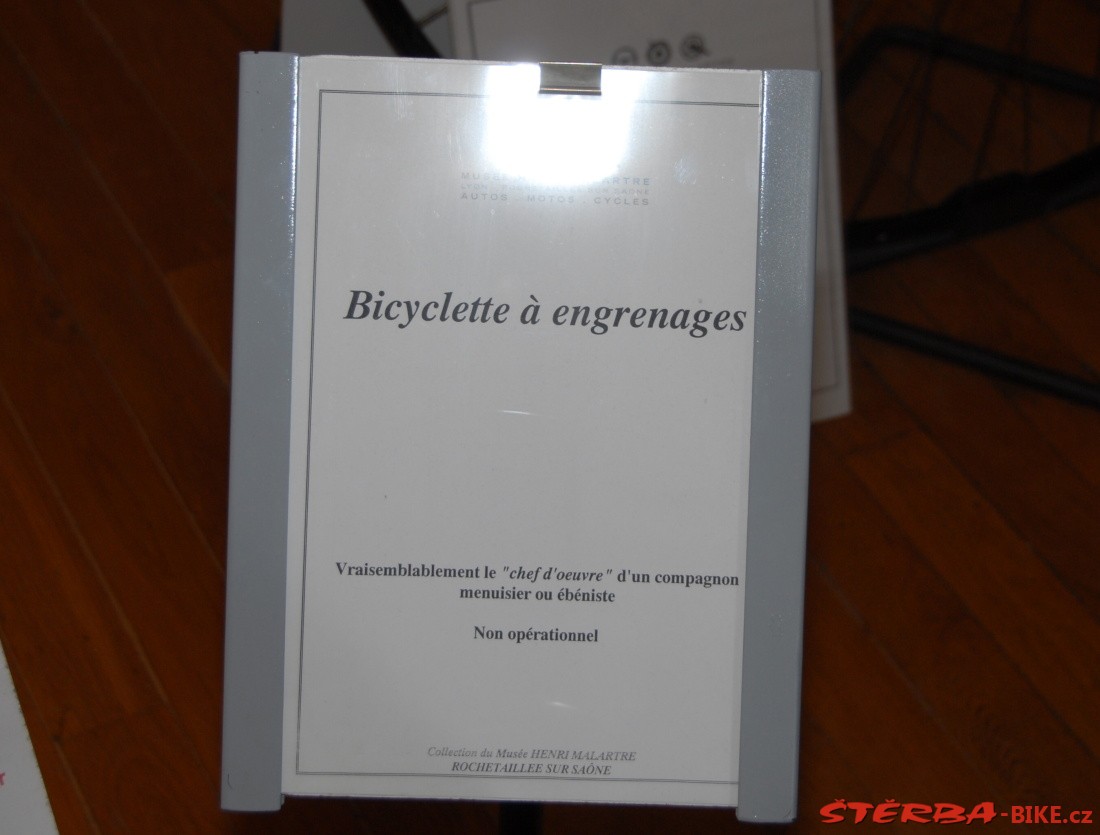 AUTOS MOTOS CYCLES
Bicyclette à engrenages
Vraisemblablement le "chef d'oeuvre" d'un compagnon
menuisier ou ébéniste
Non opérationnel
Collection du Musée HENRI MALARTRE
ROCHETAILLEE SUR SAÔNE
ŠTĚRBA-BIKE.cz